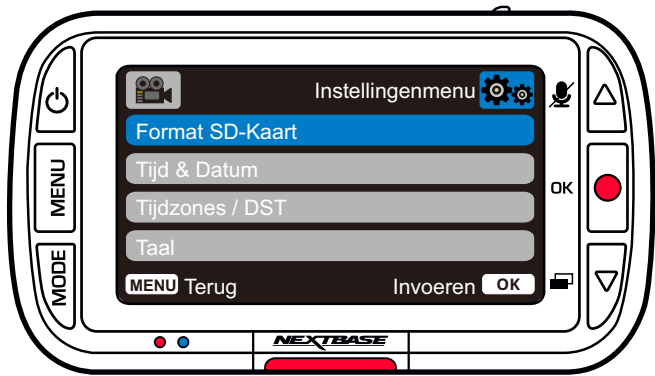 Instellingenmenu
Format SD-Kaart
Tijd & Datum
Tijdzones / DST
Taal
MENU Terug Invoeren OK
MENU
MODE
OK
NEXTBASE